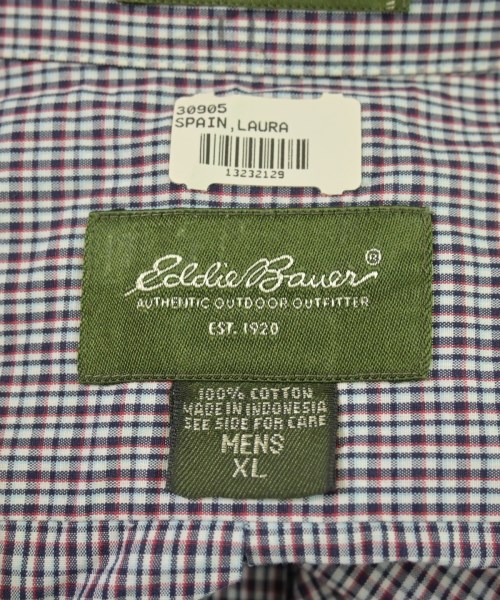 30905
SPAIN,LAURA
13232129
Eddie Bauer®
AUTHENTIC OUTDOOR OUTFITTER
EST. 1920
100% COTTON
MADE IN INDONESIA
SEE SIDE FOR CARE
MENS
XL